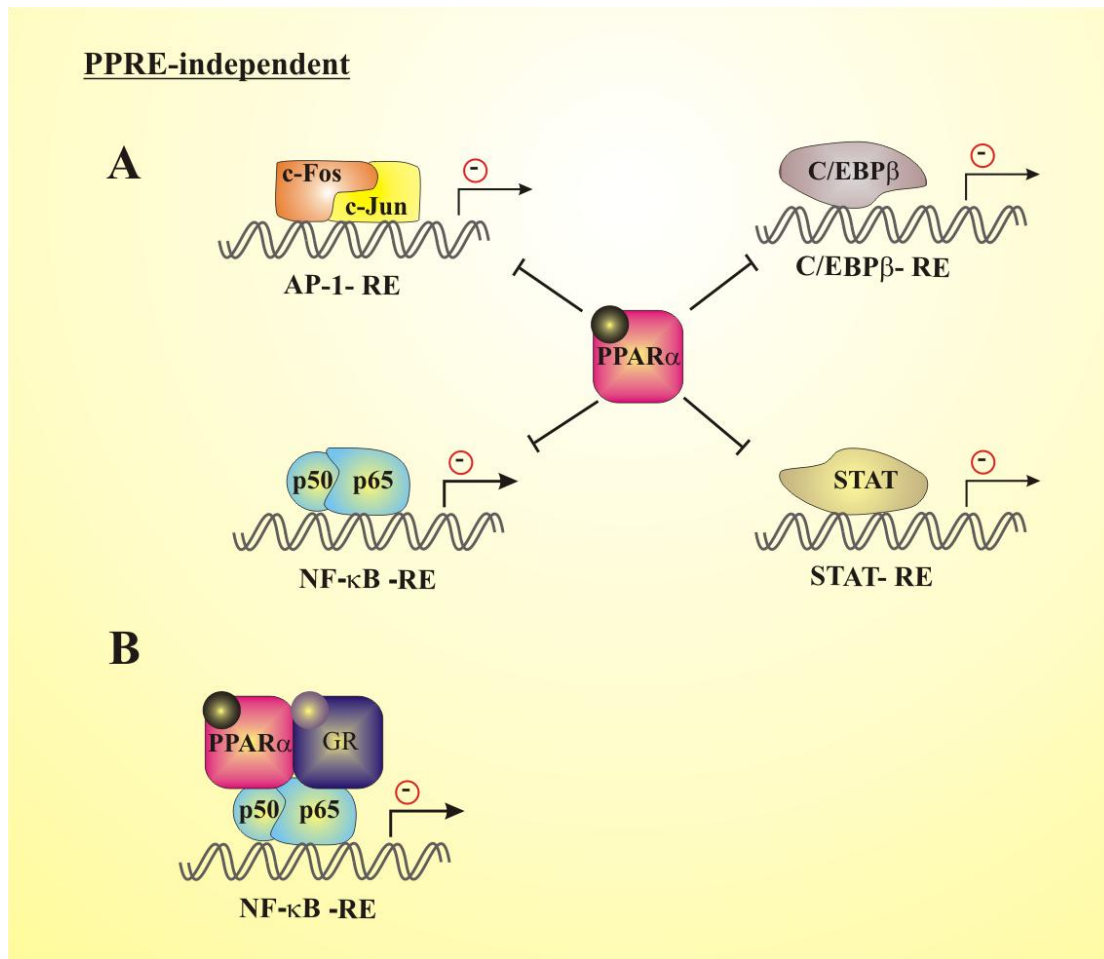 PPRE-independent
A
c-Fos
c-Jun
-
AP-1- RE
C/EBPβ
-
C/EBPβ- RE
PPARα
p50 p65
-
NF-κB -RE
STAT
-
STAT- RE
B
PPARα GR
p50 p65
-
NF-κB -RE